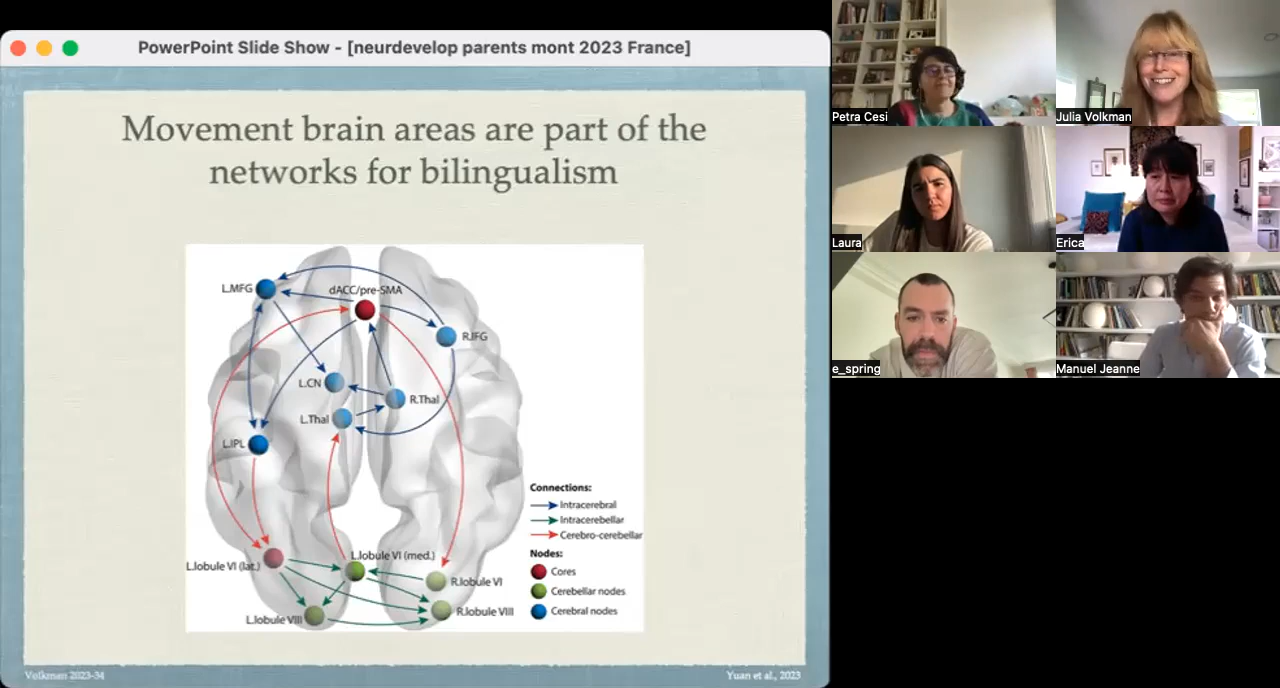 PowerPoint Slide Show - [neurdevelop parents mont 2023 France]
Movement brain areas are part of the
networks for bilingualism
L.MFG
dACC/pre-SMA
R.IFG
L.CN
R.Thal
L.Thal
L.IPL
Connections:
Intracerebral
Intracerebellar
Cerebro-cerebellar
Nodes:
Cores
Cerebellar nodes
Cerebral nodes
L.lobule VI (lat.)
L.lobule VI (med.)
R.lobule VI
R.lobule VIII
L.lobule VIII
Volkman 2023-34
Yuan et al., 2023
Petra Cesi
Julia Volkman
Laura
Erica
e_spring
Manuel Jeanne